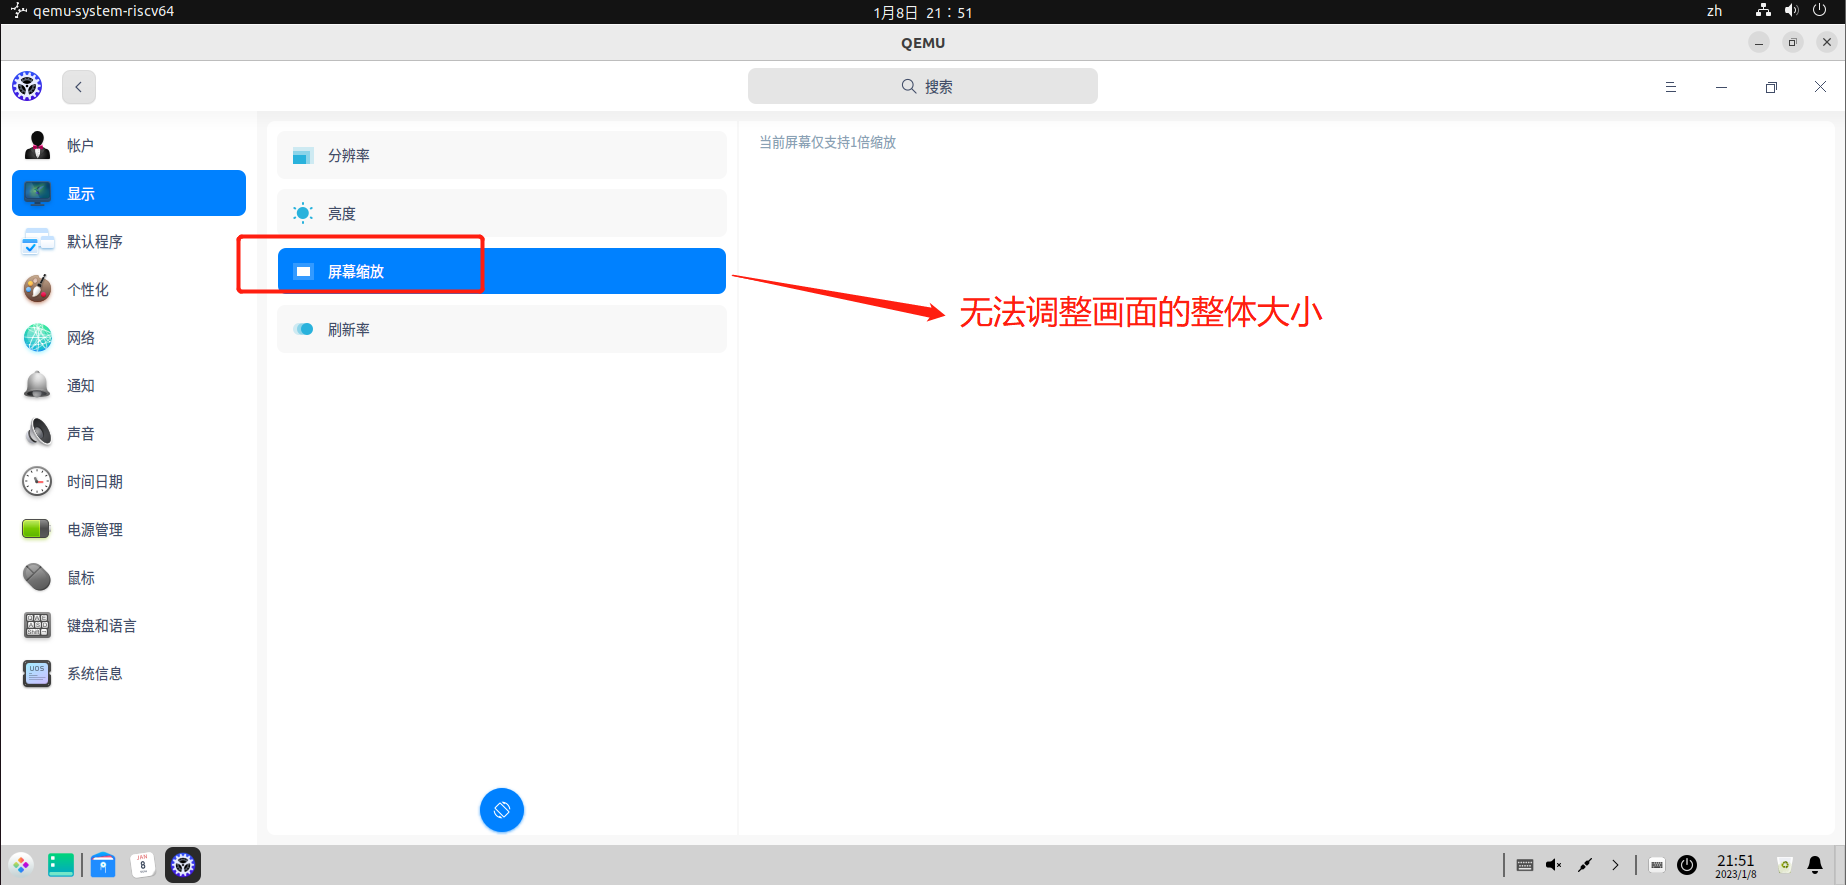 qemu-system-riscv64
1月8日 21：51
zh
QEMU
搜索
帐户
显示
默认程序
个性化
网络
通知
声音
时间日期
电源管理
鼠标
键盘和语言
UOS
系统信息
分辨率
亮度
屏幕缩放
刷新率
当前屏幕仅支持1倍缩放
无法调整画面的整体大小
JAN
8
21:51
2023/1/8